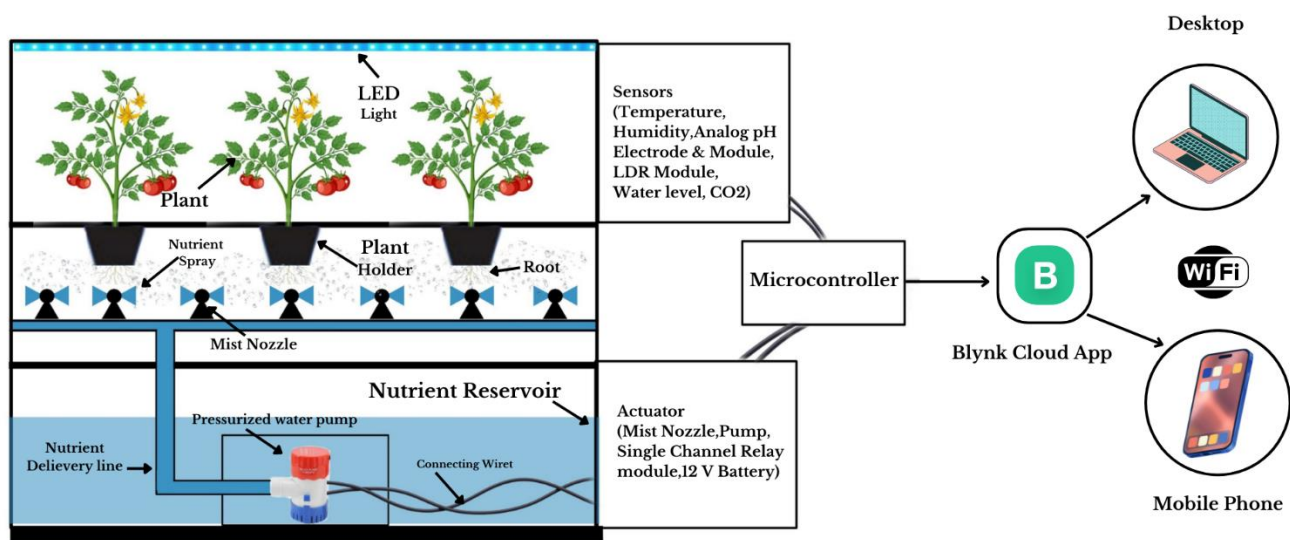 LED
Light
Plant
Nutrient
Spray
Plant
Holder
Root
Mist Nozzle
Nutrient Reservoir
Pressurized water pump
Nutrient
Delievery line
Connecting Wiret
Sensors
(Temperature,
Humidity,Analog pH
Electrode & Module,
LDR Module,
Water level, CO2)
Actuator
(Mist Nozzle,Pump,
Single Channel Relay
module,12 V Battery)
Microcontroller
B
Blynk Cloud App
Desktop
WiFi
Mobile Phone